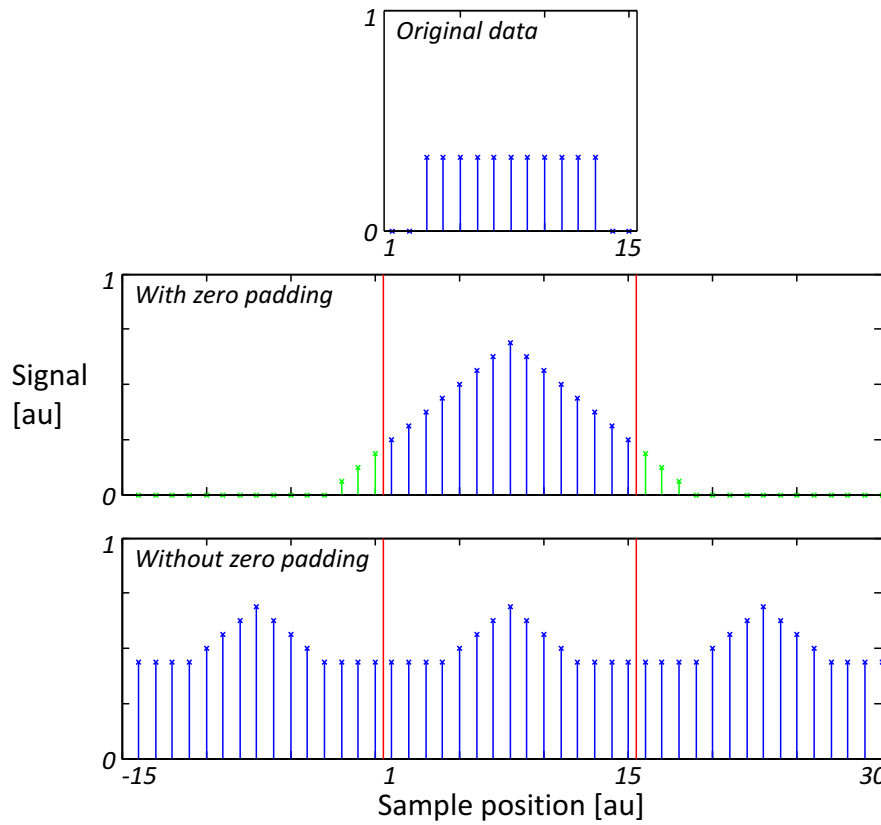 1
Original data
0
1 15
1
With zero padding
Signal
[au]
0
1
Without zero padding
0
-15 1 15 30
Sample position [au]